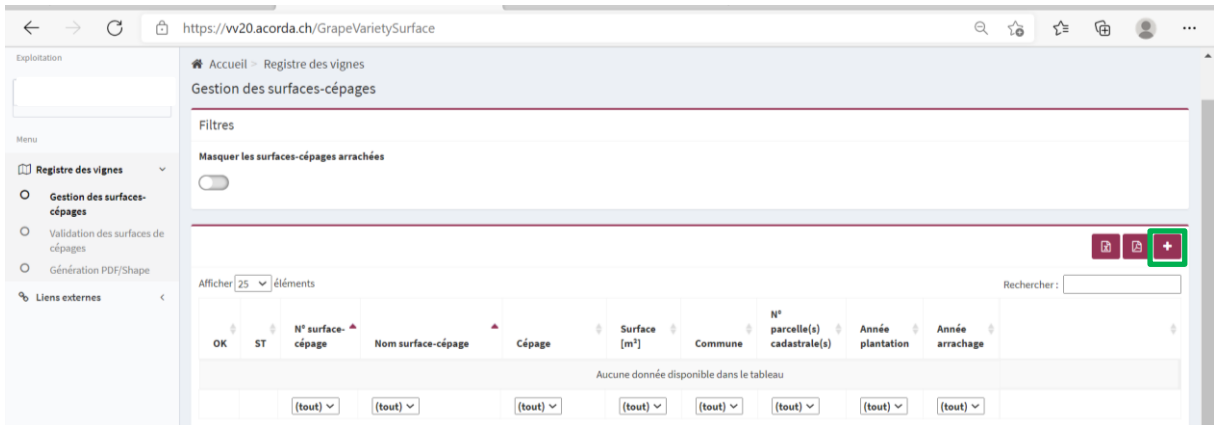 https://vv20.acorda.ch/GrapeVarietySurface
Exploitation
Menu
Registre des vignes
Gestion des surfaces-
cépages
Validation des surfaces de
cépages
Génération PDF/Shape
Liens externes
Accueil > Registre des vignes
Gestion des surfaces-cépages
Filtres
Masquer les surfaces-cépages arrachées
Afficher 25 éléments
Rechercher :
OK
ST
N° surface-
cépage
Nom surface-cépage
Cépage
Surface
[m²]
Commune
N°
parcelle(s)
cadastrale(s)
Année
plantation
Année
arrachage
Aucune donnée disponible dans le tableau
(tout) (tout) (tout) (tout) (tout) (tout) (tout) (tout)